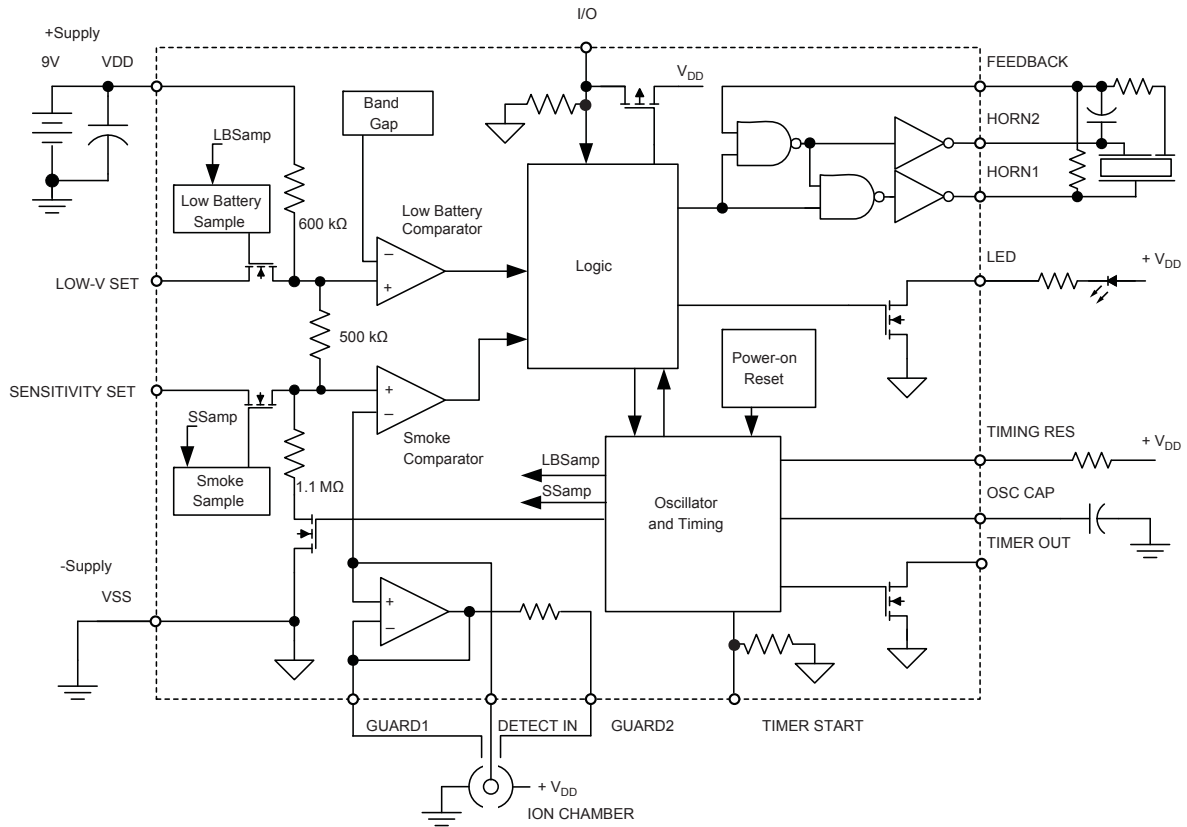 I/O
+Supply
9V
VDD
FEEDBACK
VDD
Band
Gap
HORN2
LBSamp
HORN1
Low Battery
Sample
600 kΩ
Low Battery
Comparator
LED
+ VDD
LOW-V SET
−
+
Logic
500 kΩ
Power-on
Reset
SENSITIVITY SET
+
−
SSamp
Smoke
Comparator
TIMING RES
+ VDD
LBSamp
Smoke
Sample
1.1 MΩ
SSamp
Oscillator
and Timing
OSC CAP
TIMER OUT
-Supply
VSS
+
−
GUARD1
DETECT IN
GUARD2
TIMER START
+ VDD
ION CHAMBER